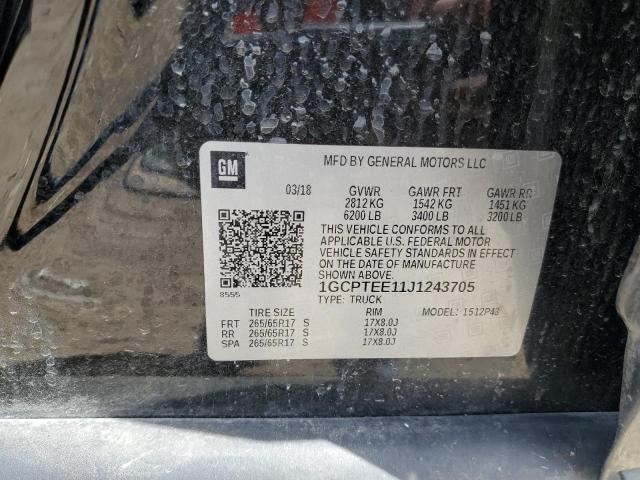 GM
MFD BY GENERAL MOTORS LLC
03/18 GVWR GAWR FRT GAWR RR
2812 KG 1542 KG 1451 KG
6200 LB 3400 LB 3200 LB
THIS VEHICLE CONFORMS TO ALL
APPLICABLE U.S. FEDERAL MOTOR
VEHICLE SAFETY STANDARDS IN EFFECT
ON THE DATE OF MANUFACTURE
SHOWN ABOVE.
8555
1GCPTEE11J1243705
TYPE: TRUCK
TIRE SIZE RIM MODEL: 1512P43
FRT 265/65R17 S 17X8.0J
RR 265/65R17 S 17X8.0J
SPA 265/65R17 S 17X8.0J